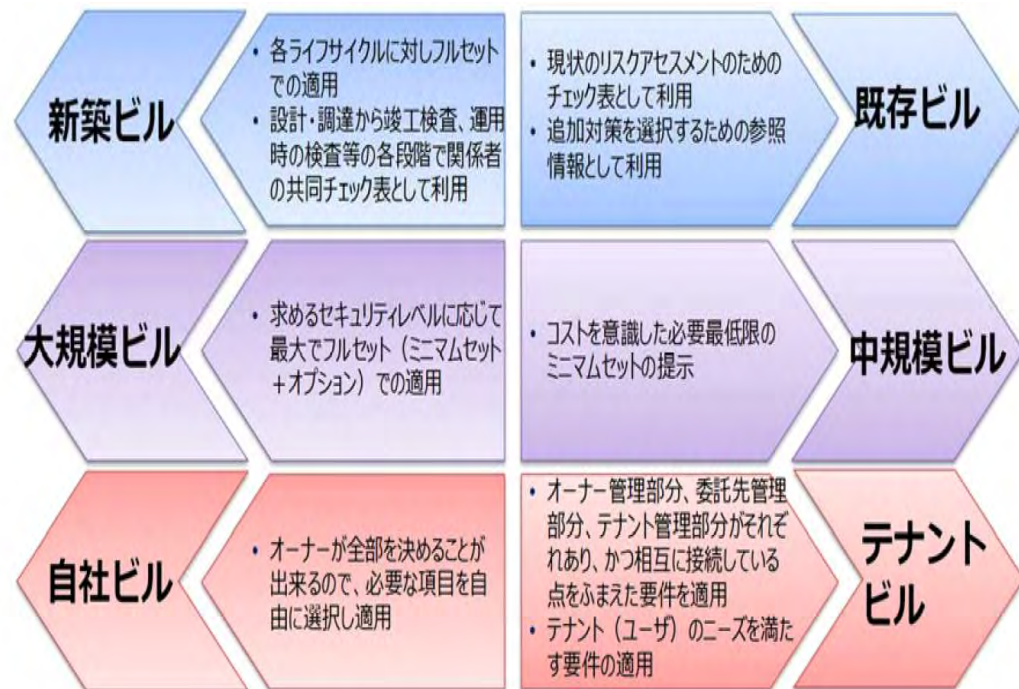 新築ビル
• 各ライフサイクルに対しフルセット
での適用
• 設計・調達から竣工検査、運用
時の検査等の各段階で関係者
の共同チェック表として利用
• 現状のリスクアセスメントのための
チェック表として利用
• 追加対策を選択するための参照
情報として利用
既存ビル
大規模ビル
• 求めるセキュリティレベルに応じて
最大でフルセット（ミニマムセット
＋オプション）での適用
• コストを意識した必要最低限の
ミニマムセットの提示
中規模ビル
自社ビル
• オーナーが全部を決めることが
出来るので、必要な項目を自
由に選択し適用
• オーナー管理部分、委託先管理
部分、テナント管理部分がそれぞ
れあり、かつ相互に接続している
点をふまえた要件を適用
• テナント（ユーザ）のニーズを満た
す要件の適用
テナント
ビル